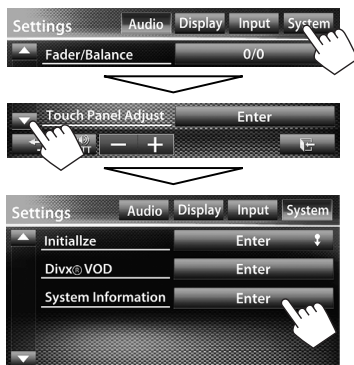 Settings Audio Display Input System
Fader/Balance 0/0
Touch Panel Adjust Enter
Settings Audio Display Input System
Initiallze Enter
Divx® VOD Enter
System Information Enter